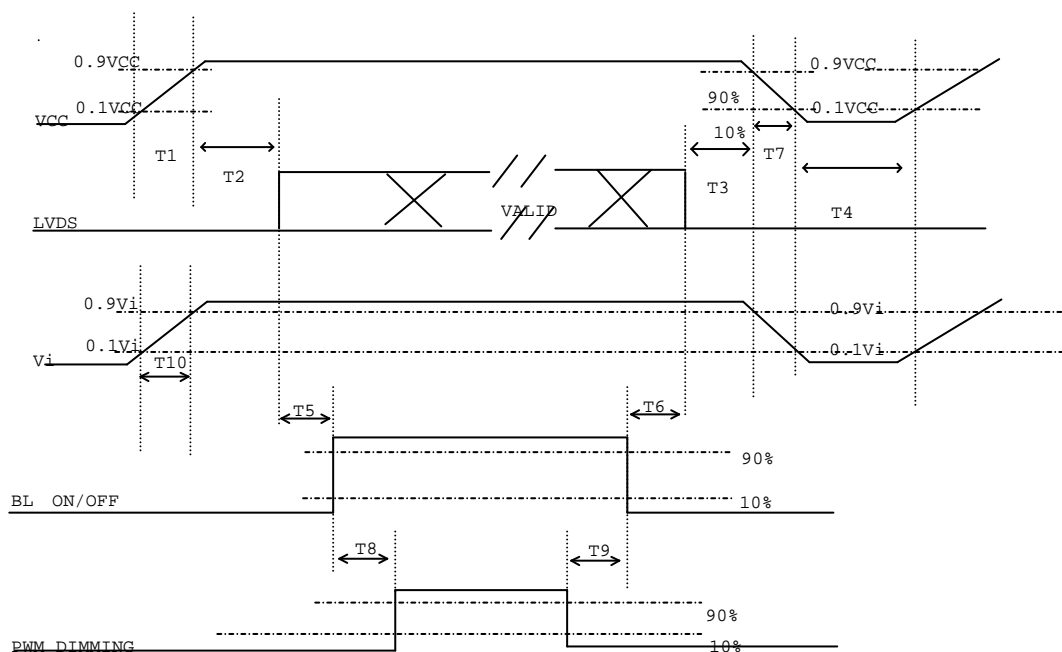 0.9VCC
0.9VCC
0.1VCC
90%
0.1VCC
VCC
10%
T1
T7
T2
T3
VALID
T4
LVDS
0.9Vi
0.9Vi
0.1Vi
0.1Vi
Vi
T10
T5
T6
90%
BL ON/OFF
10%
T8
T9
90%
PWM DIMMING
10%